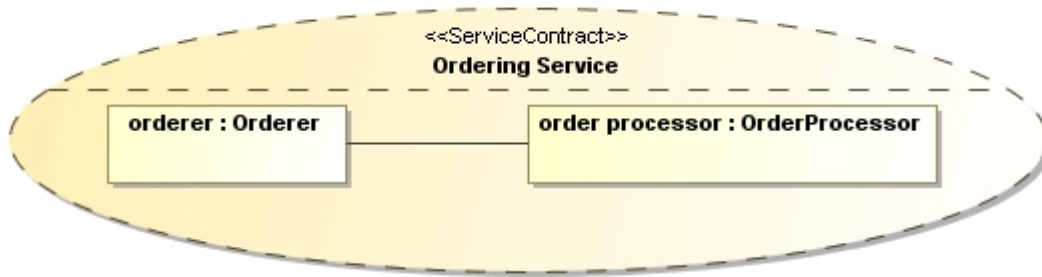 <<ServiceContract>>
Ordering Service
orderer : Orderer
order processor : OrderProcessor